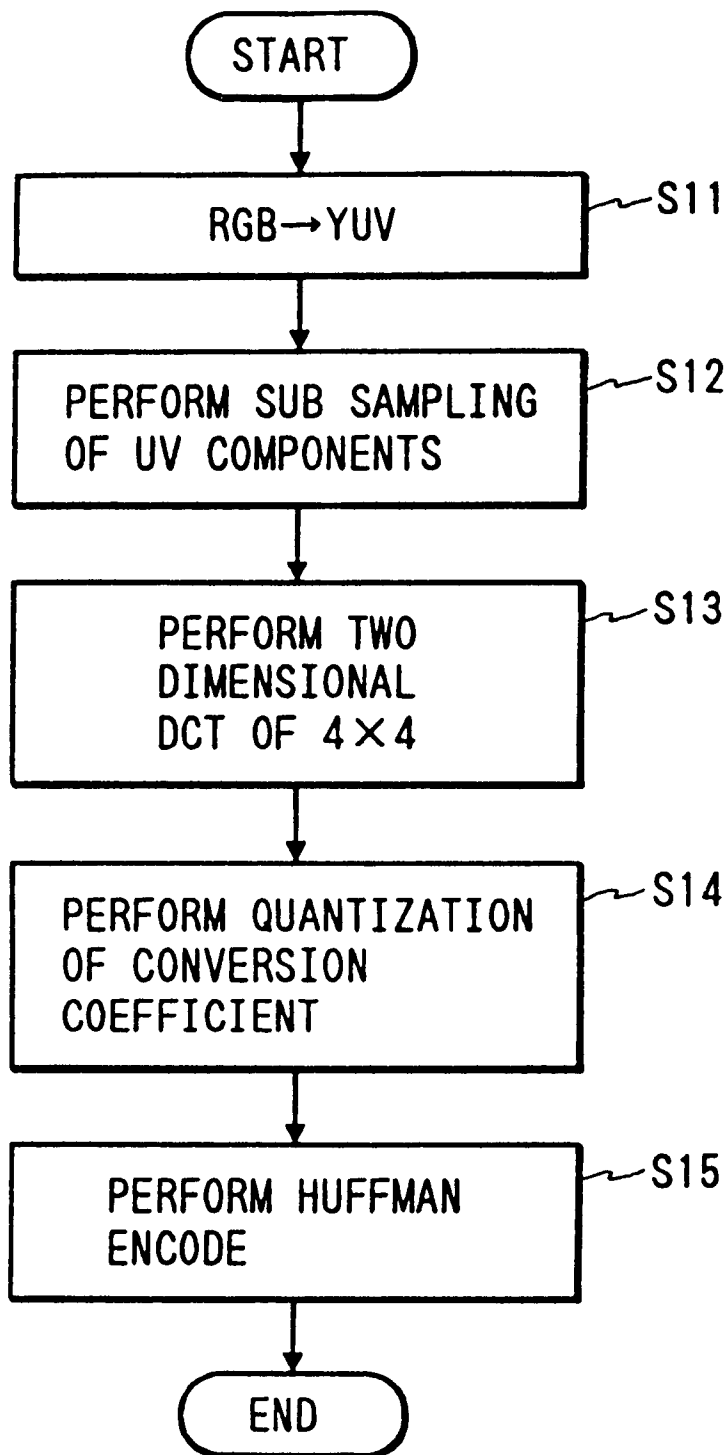 START
RGB→YUV
S11
PERFORM SUB SAMPLING
OF UV COMPONENTS
S12
PERFORM TWO
DIMENSIONAL
DCT OF 4×4
S13
PERFORM QUANTIZATION
OF CONVERSION
COEFFICIENT
S14
PERFORM HUFFMAN
ENCODE
S15
END